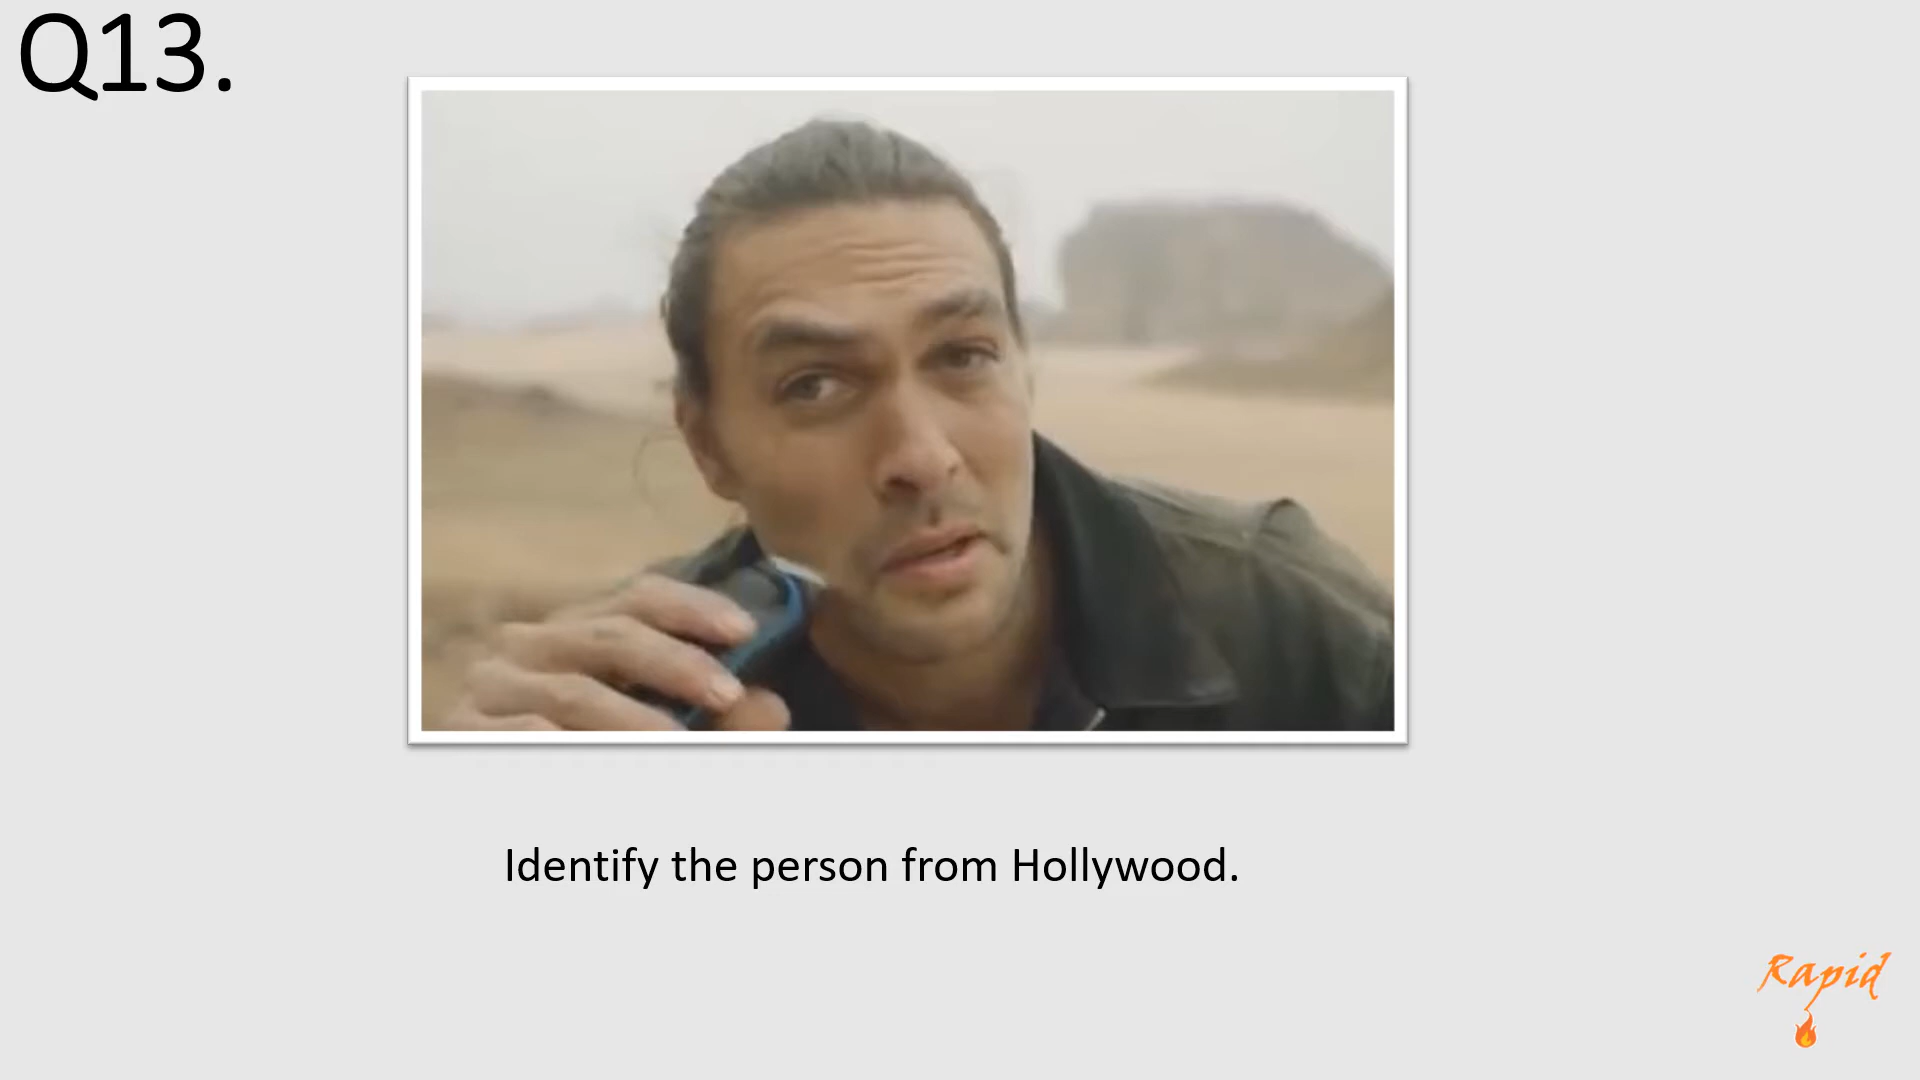 Q13.
Identify the person from Hollywood.
Rapid